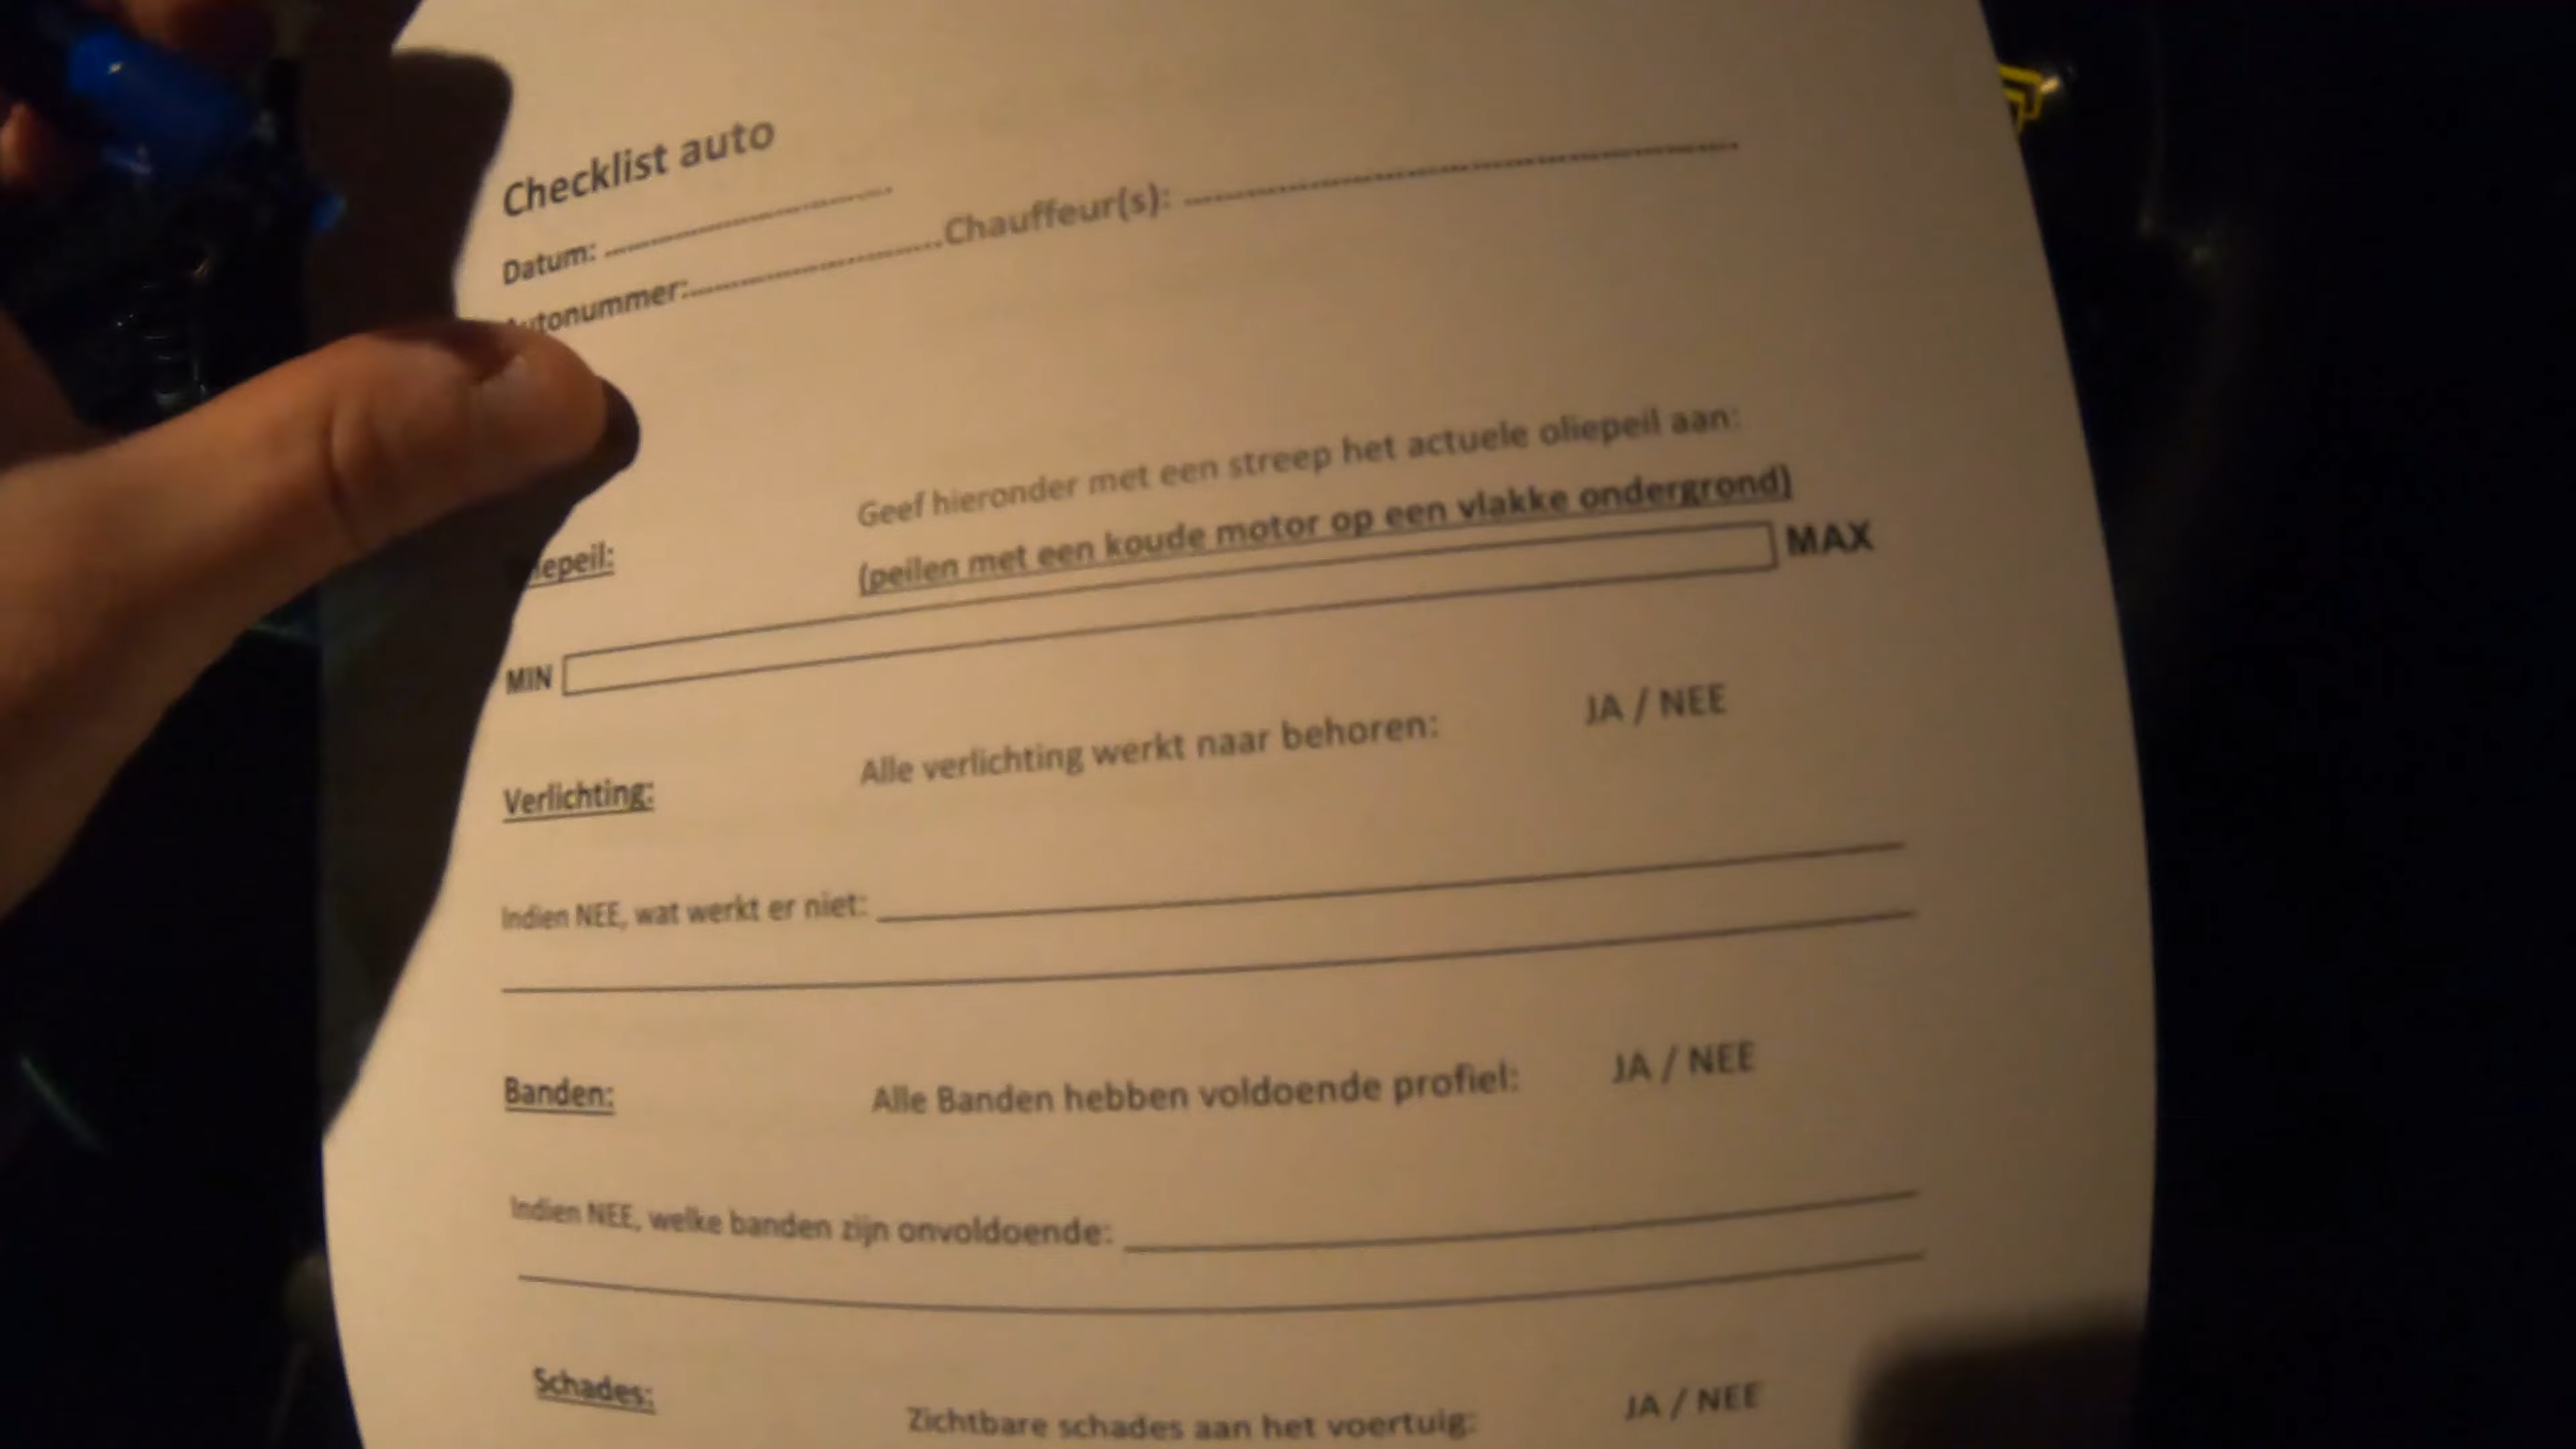 Checklist auto
Datum: ........................
Autonummer:........................Chauffeur(s): ................................................
Geef hieronder met een streep het actuele oliepeil aan:
Oliepeil: (peilen met een koude motor op een vlakke ondergrond)
MIN MAX
Verlichting: Alle verlichting werkt naar behoren: JA / NEE
Indien NEE, wat werkt er niet:
Banden: Alle Banden hebben voldoende profiel: JA / NEE
Indien NEE, welke banden zijn onvoldoende:
Schades: Zichtbare schades aan het voertuig: JA / NEE